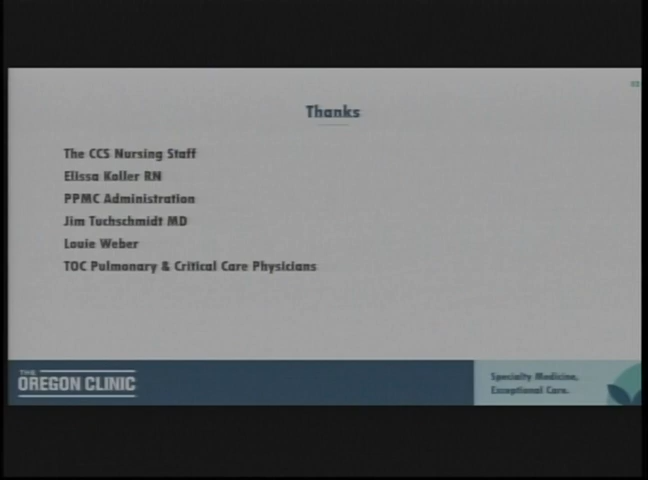 Thanks
The CCS Nursing Staff
Elissa Koller RN
PPMC Administration
Jim Tuchschmidt MD
Louie Weber
TOC Pulmonary & Critical Care Physicians
THE
OREGON CLINIC
Specialty Medicine,
Exceptional Care.